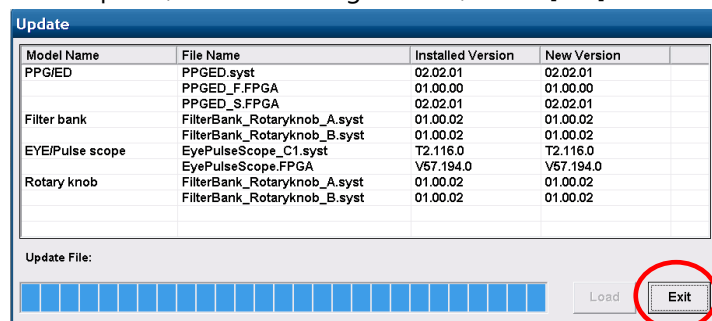 Update
Model Name File Name Installed Version New Version
PPG/ED PPGED.syst 02.02.01 02.02.01
PPGED_F.FPGA 01.00.00 01.00.00
PPGED_S.FPGA 02.02.01 02.02.01
Filter bank FilterBank_Rotaryknob_A.syst 01.00.02 01.00.02
FilterBank_Rotaryknob_B.syst 01.00.02 01.00.02
EYE/Pulse scope EyePulseScope_C1.syst T2.116.0 T2.116.0
EyePulseScope.FPGA V57.194.0 V57.194.0
Rotary knob FilterBank_Rotaryknob_A.syst 01.00.02 01.00.02
FilterBank_Rotaryknob_B.syst 01.00.02 01.00.02
Update File:
Load Exit